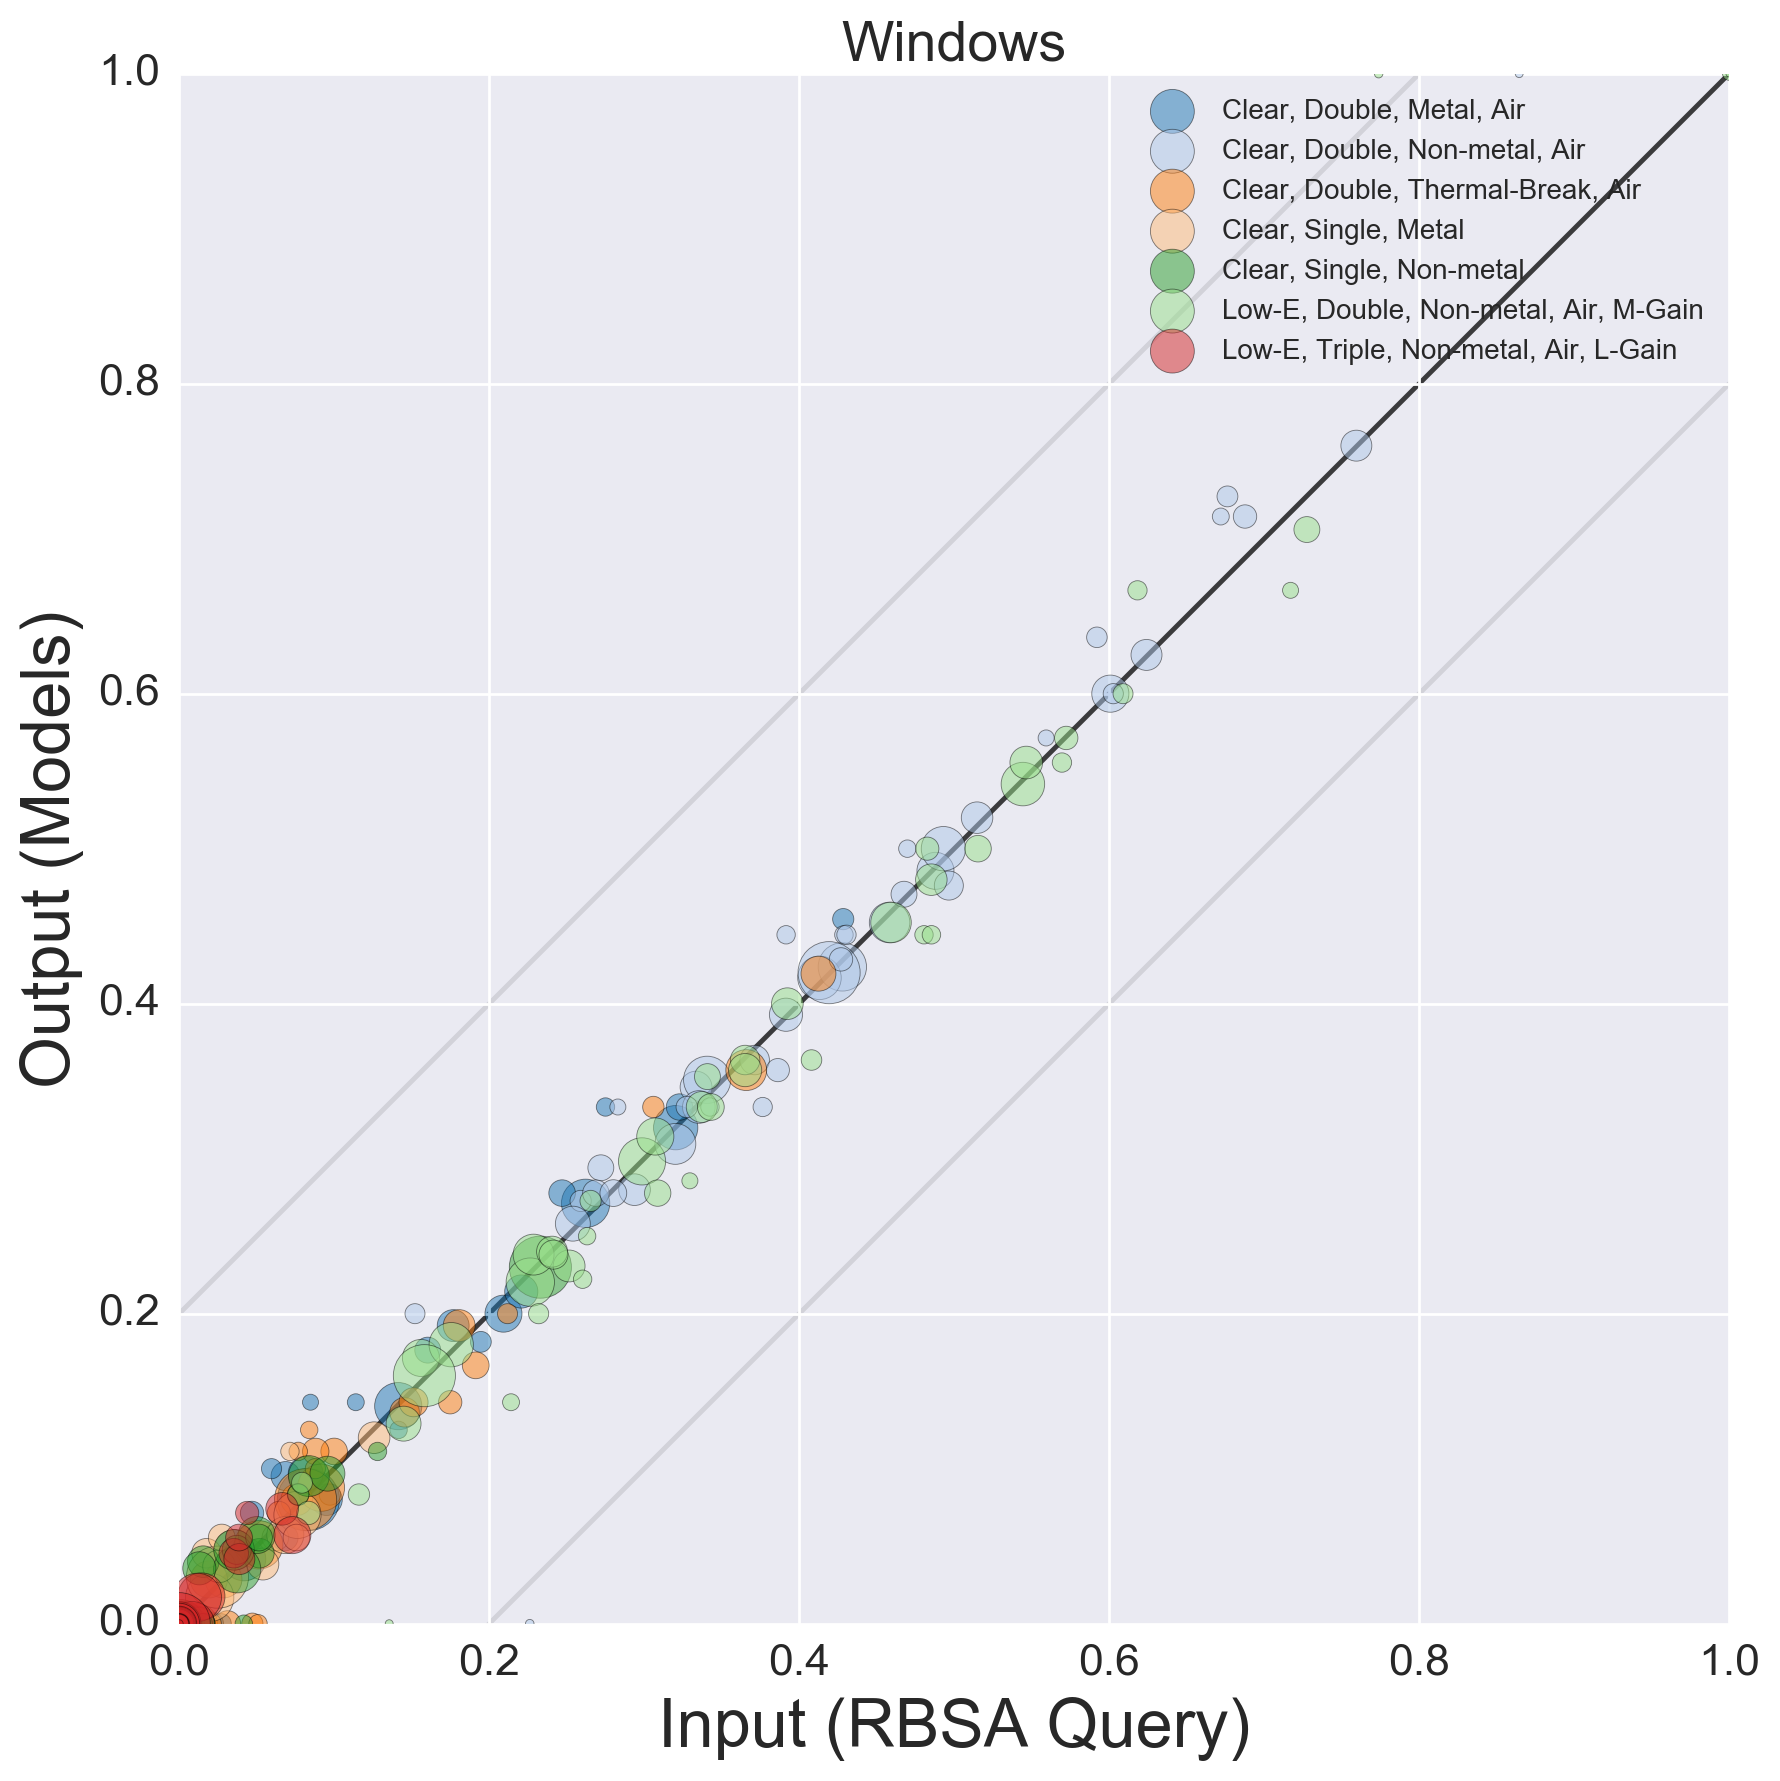 Windows
1.0
0.8
0.6
0.4
0.2
0.0
Output (Models)
Clear, Double, Metal, Air
Clear, Double, Non-metal, Air
Clear, Double, Thermal-Break, Air
Clear, Single, Metal
Clear, Single, Non-metal
Low-E, Double, Non-metal, Air, M-Gain
Low-E, Triple, Non-metal, Air, L-Gain
0.0 0.2 0.4 0.6 0.8 1.0
Input (RBSA Query)